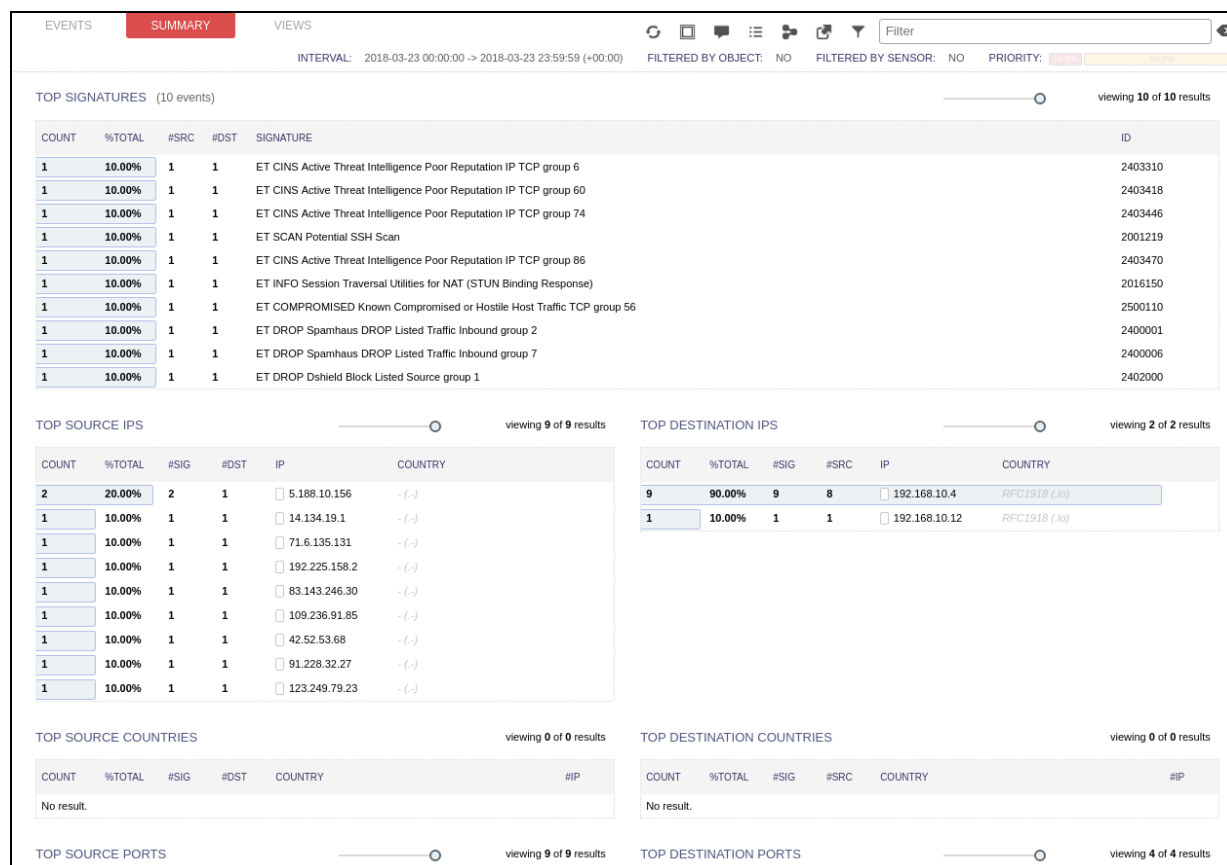 EVENTS SUMMARY VIEWS Filter
INTERVAL: 2018-03-23 00:00:00 -> 2018-03-23 23:59:59 (+00:00) FILTERED BY OBJECT: NO FILTERED BY SENSOR: NO PRIORITY:
TOP SIGNATURES (10 events) viewing 10 of 10 results
COUNT %TOTAL #SRC #DST SIGNATURE ID
1 10.00% 1 1 ET CINS Active Threat Intelligence Poor Reputation IP TCP group 6 2403310
1 10.00% 1 1 ET CINS Active Threat Intelligence Poor Reputation IP TCP group 60 2403418
1 10.00% 1 1 ET CINS Active Threat Intelligence Poor Reputation IP TCP group 74 2403446
1 10.00% 1 1 ET SCAN Potential SSH Scan 2001219
1 10.00% 1 1 ET CINS Active Threat Intelligence Poor Reputation IP TCP group 86 2403470
1 10.00% 1 1 ET INFO Session Traversal Utilities for NAT (STUN Binding Response) 2016150
1 10.00% 1 1 ET COMPROMISED Known Compromised or Hostile Host Traffic TCP group 56 2500110
1 10.00% 1 1 ET DROP Spamhaus DROP Listed Traffic Inbound group 2 2400001
1 10.00% 1 1 ET DROP Spamhaus DROP Listed Traffic Inbound group 7 2400006
1 10.00% 1 1 ET DROP Dshield Block Listed Source group 1 2402000
TOP SOURCE IPS viewing 9 of 9 results
COUNT %TOTAL #SIG #DST IP COUNTRY
2 20.00% 2 1 5.188.10.156 - (.-)
1 10.00% 1 1 14.134.19.1 - (.-)
1 10.00% 1 1 71.6.135.131 - (.-)
1 10.00% 1 1 192.225.158.2 - (.-)
1 10.00% 1 1 83.143.246.30 - (.-)
1 10.00% 1 1 109.236.91.85 - (.-)
1 10.00% 1 1 42.52.53.68 - (.-)
1 10.00% 1 1 91.228.32.27 - (.-)
1 10.00% 1 1 123.249.79.23 - (.-)
TOP DESTINATION IPS viewing 2 of 2 results
COUNT %TOTAL #SIG #SRC IP COUNTRY
9 90.00% 9 8 192.168.10.4 RFC1918 (.lo)
1 10.00% 1 1 192.168.10.12 RFC1918 (.lo)
TOP SOURCE COUNTRIES viewing 0 of 0 results
COUNT %TOTAL #SIG #DST COUNTRY #IP
No result.
TOP DESTINATION COUNTRIES viewing 0 of 0 results
COUNT %TOTAL #SIG #SRC COUNTRY #IP
No result.
TOP SOURCE PORTS viewing 9 of 9 results
TOP DESTINATION PORTS viewing 4 of 4 results